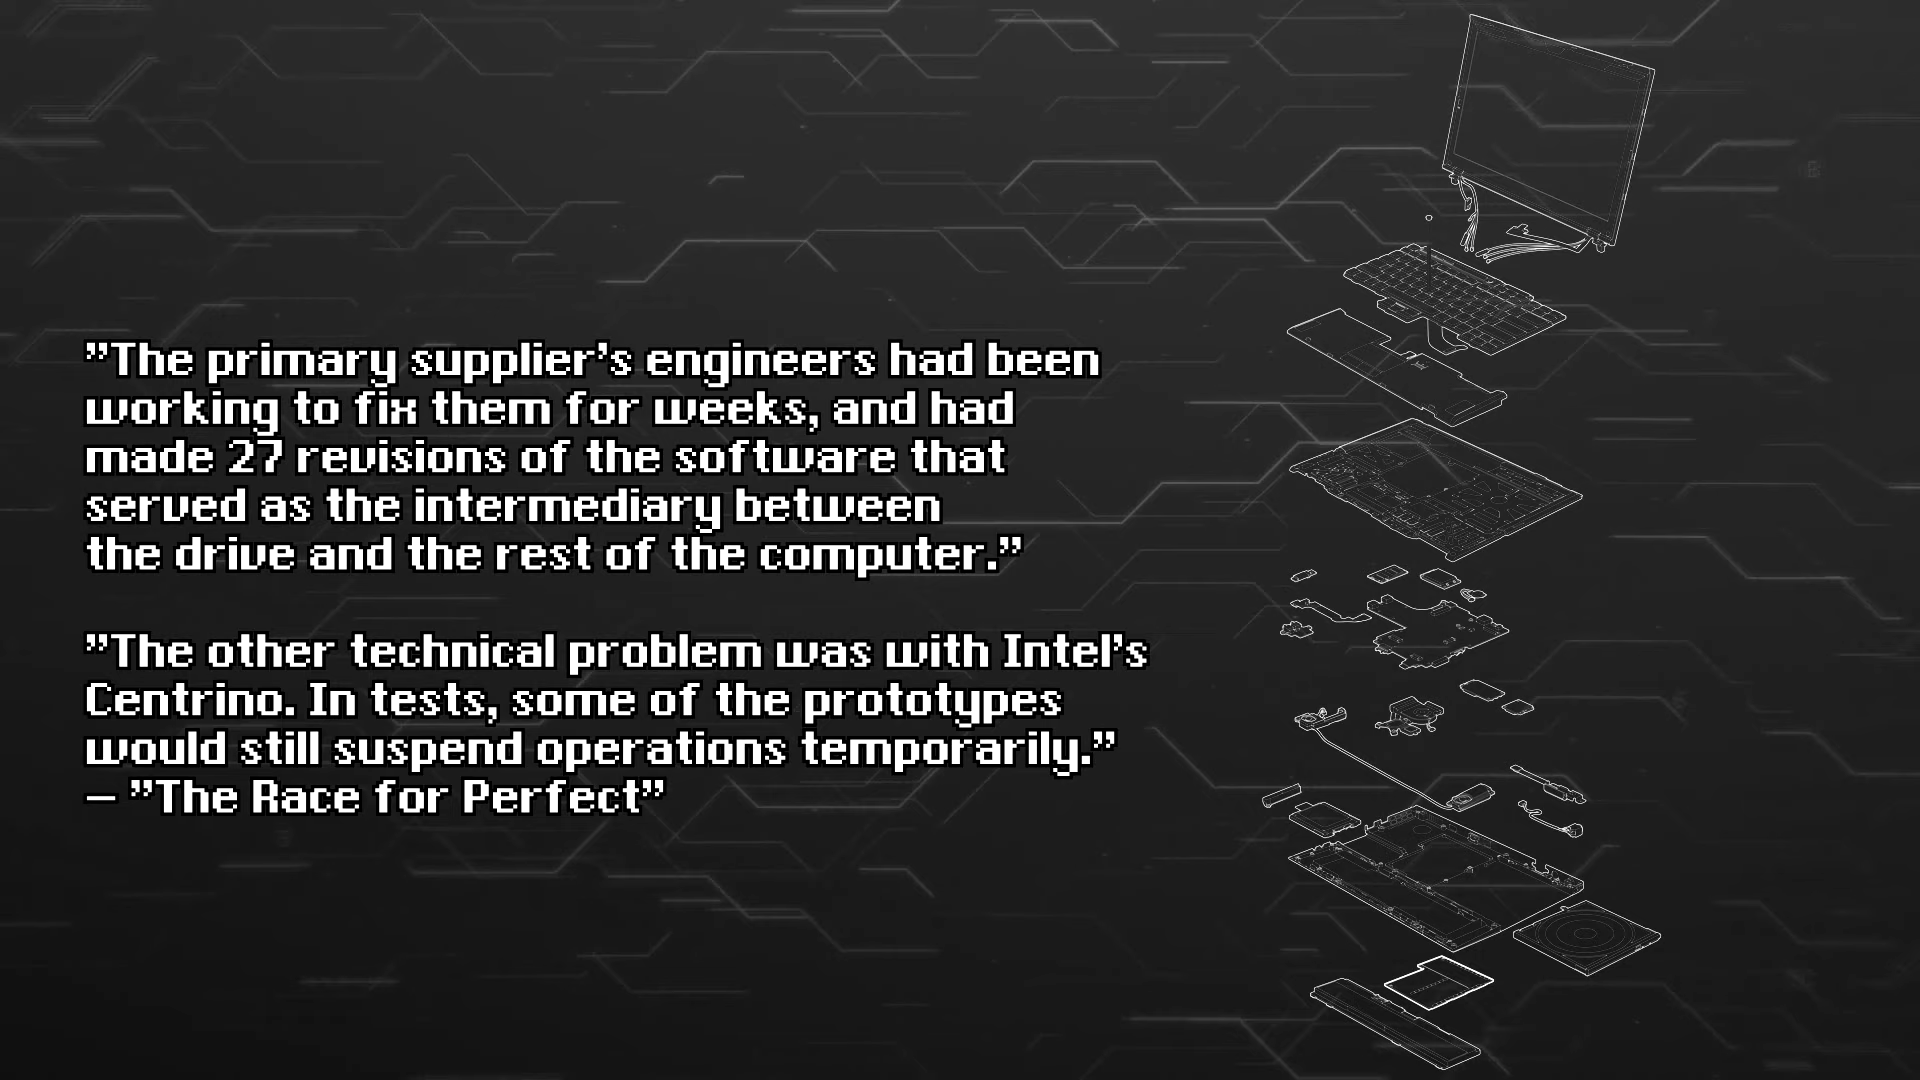 ”The primary supplier’s engineers had been
working to fix them for weeks, and had
made 27 revisions of the software that
served as the intermediary between
the drive and the rest of the computer.”
”The other technical problem was with Intel’s
Centrino. In tests, some of the prototypes
would still suspend operations temporarily.”
– ”The Race for Perfect”